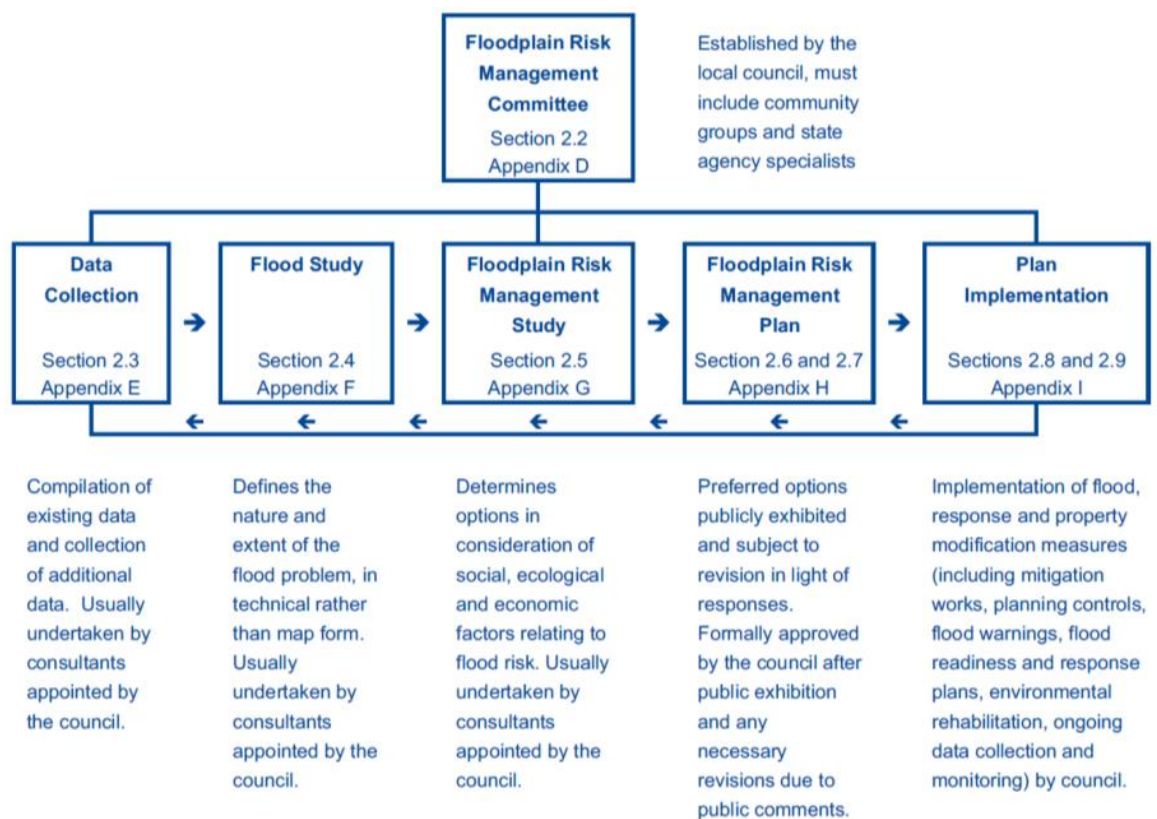 Floodplain Risk
Management
Committee
Section 2.2
Appendix D
Established by the
local council, must
include community
groups and state
agency specialists
Data
Collection
Section 2.3
Appendix E
Flood Study
Section 2.4
Appendix F
Floodplain Risk
Management
Study
Section 2.5
Appendix G
Floodplain Risk
Management
Plan
Section 2.6 and 2.7
Appendix H
Plan
Implementation
Sections 2.8 and 2.9
Appendix I
Compilation of
existing data
and collection
of additional
data. Usually
undertaken by
consultants
appointed by
the council.
Defines the
nature and
extent of the
flood problem, in
technical rather
than map form.
Usually
undertaken by
consultants
appointed by the
council.
Determines
options in
consideration of
social, ecological
and economic
factors relating to
flood risk. Usually
undertaken by
consultants
appointed by the
council.
Preferred options
publicly exhibited
and subject to
revision in light of
responses.
Formally approved
by the council after
public exhibition
and any
necessary
revisions due to
public comments.
Implementation of flood,
response and property
modification measures
(including mitigation
works, planning controls,
flood warnings, flood
readiness and response
plans, environmental
rehabilitation, ongoing
data collection and
monitoring) by council.